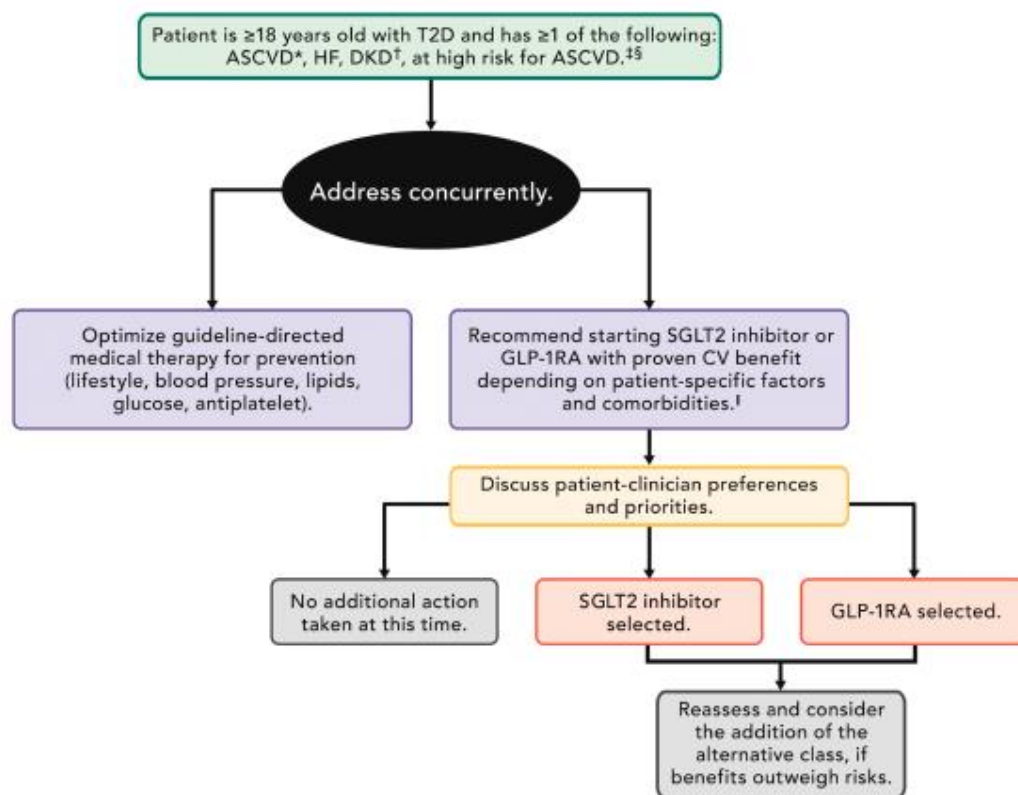 Patient is ≥18 years old with T2D and has ≥1 of the following:
ASCVD*, HF, DKD†, at high risk for ASCVD.‡§
Address concurrently.
Optimize guideline-directed
medical therapy for prevention
(lifestyle, blood pressure, lipids,
glucose, antiplatelet).
Recommend starting SGLT2 inhibitor or
GLP-1RA with proven CV benefit
depending on patient-specific factors
and comorbidities.‖
Discuss patient-clinician preferences
and priorities.
No additional action
taken at this time.
SGLT2 inhibitor
selected.
GLP-1RA selected.
Reassess and consider
the addition of the
alternative class, if
benefits outweigh risks.